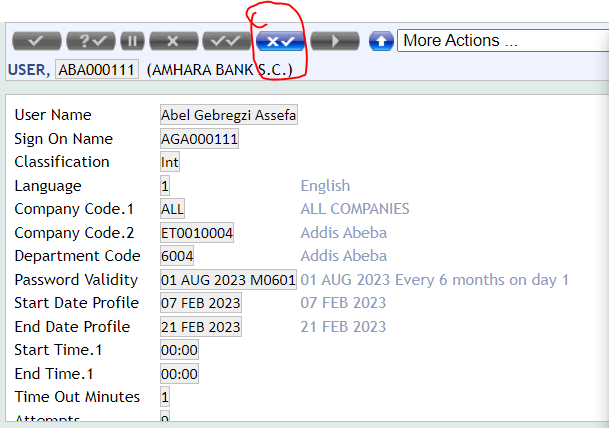 More Actions ...
USER, ABA000111 (AMHARA BANK S.C.)
User Name Abel Gebregzi Assefa
Sign On Name AGA000111
Classification Int
Language 1 English
Company Code.1 ALL ALL COMPANIES
Company Code.2 ET0010004 Addis Abeba
Department Code 6004 Addis Abeba
Password Validity 01 AUG 2023 M0601 01 AUG 2023 Every 6 months on day 1
Start Date Profile 07 FEB 2023 07 FEB 2023
End Date Profile 21 FEB 2023 21 FEB 2023
Start Time.1 00:00
End Time.1 00:00
Time Out Minutes 1
Attempts